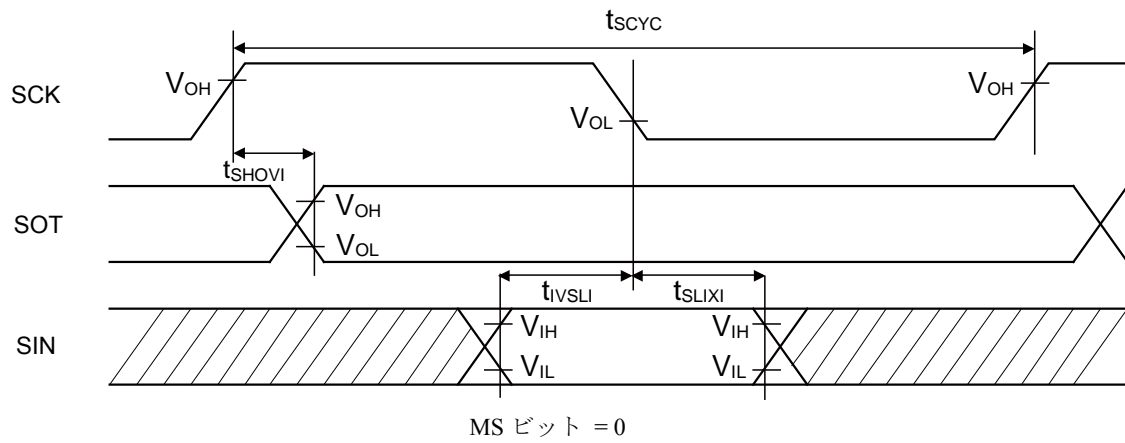 tSCYC
SCK
VOH
VOL
VOH
tSHOVI
SOT
VOH
VOL
tIVSLI
tSLIXI
SIN
VIH
VIH
VIL
VIL
MS ビット = 0